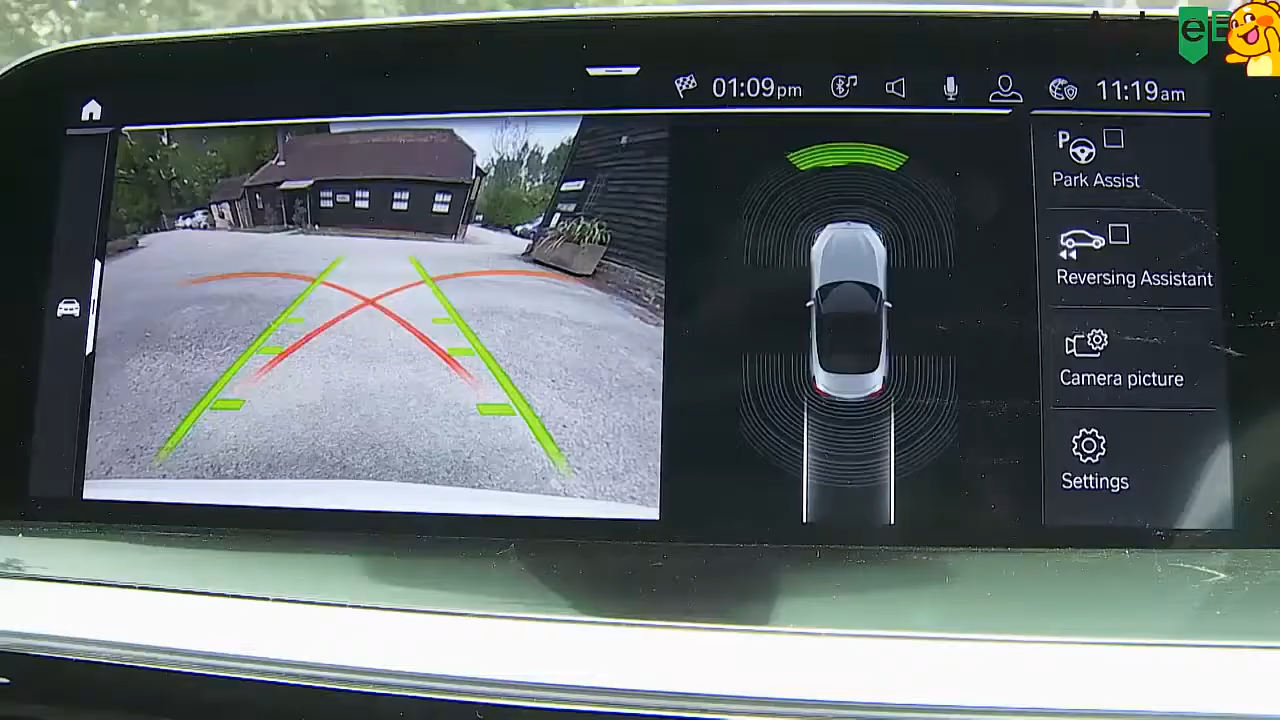 01:09pm
11:19am
P
Park Assist
Reversing Assistant
Camera picture
Settings